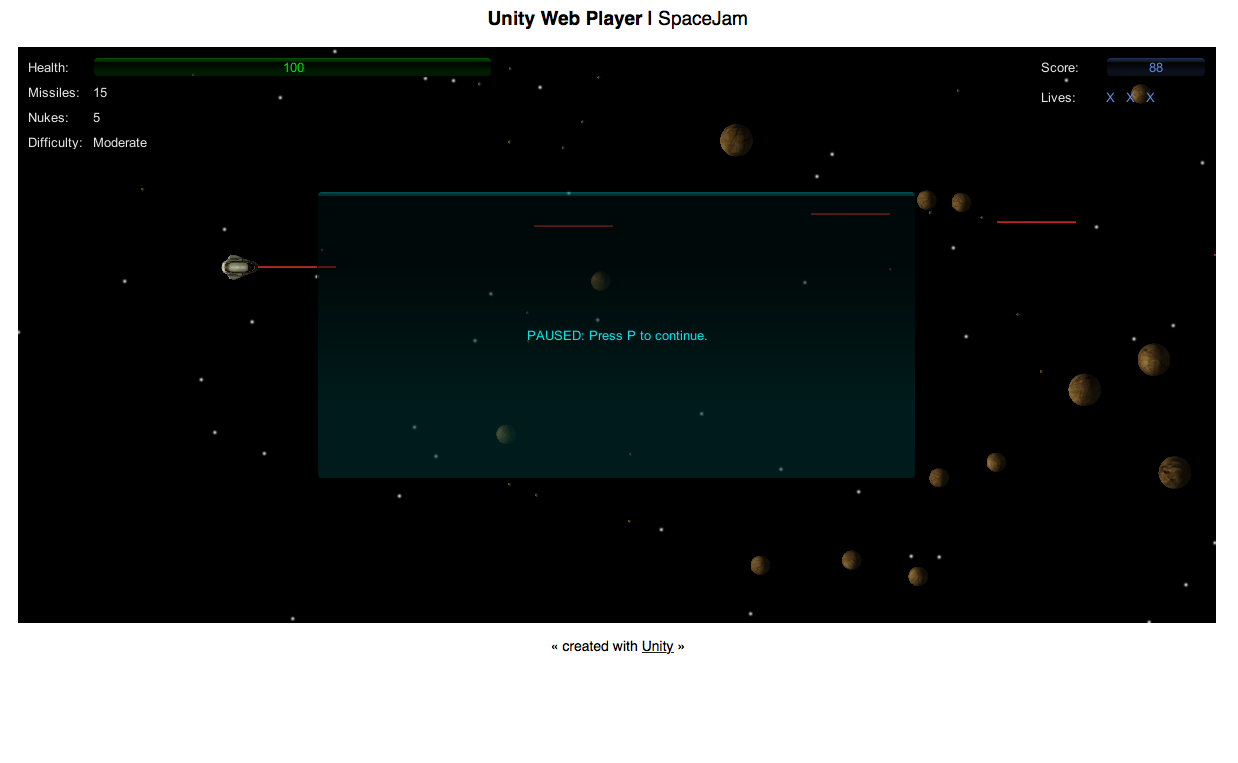 Unity Web Player | SpaceJam
Health: 100
Score: 88
Missiles: 15
Lives: X X X
Nukes: 5
Difficulty: Moderate
PAUSED: Press P to continue.
« created with Unity »